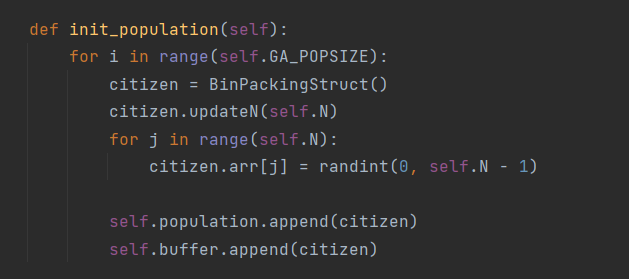 def init_population(self):
    for i in range(self.GA_POPSIZE):
        citizen = BinPackingStruct()
        citizen.updateN(self.N)
        for j in range(self.N):
            citizen.arr[j] = randint(0, self.N - 1)
        self.population.append(citizen)
        self.buffer.append(citizen)